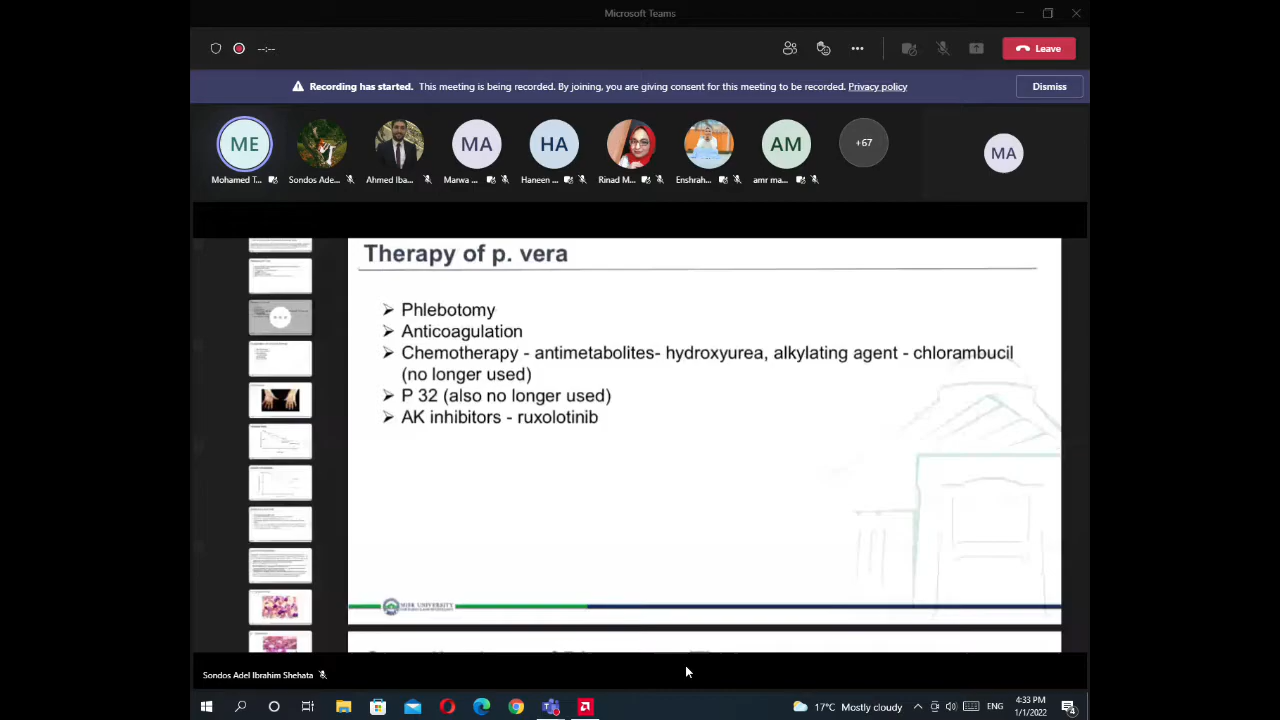 Microsoft Teams
--:--
Leave
Recording has started. This meeting is being recorded. By joining, you are giving consent for this meeting to be recorded. Privacy policy
Dismiss
ME
MA
HA
AM
+67
MA
Mohamed T...
Sondos Ade...
Ahmed Iba...
Marwa ...
Haneen ...
Rinad M...
Enshrah...
amr ma...
Therapy of p. vera
Phlebotomy
Anticoagulation
Chemotherapy - antimetabolites- hydroxyurea, alkylating agent - chlorambucil
(no longer used)
P 32 (also no longer used)
AK inhibitors - ruxolotinib
UNIVERSITY
Sondos Adel Ibrahim Shehata
17°C Mostly cloudy
ENG
4:33 PM
1/1/2022
4